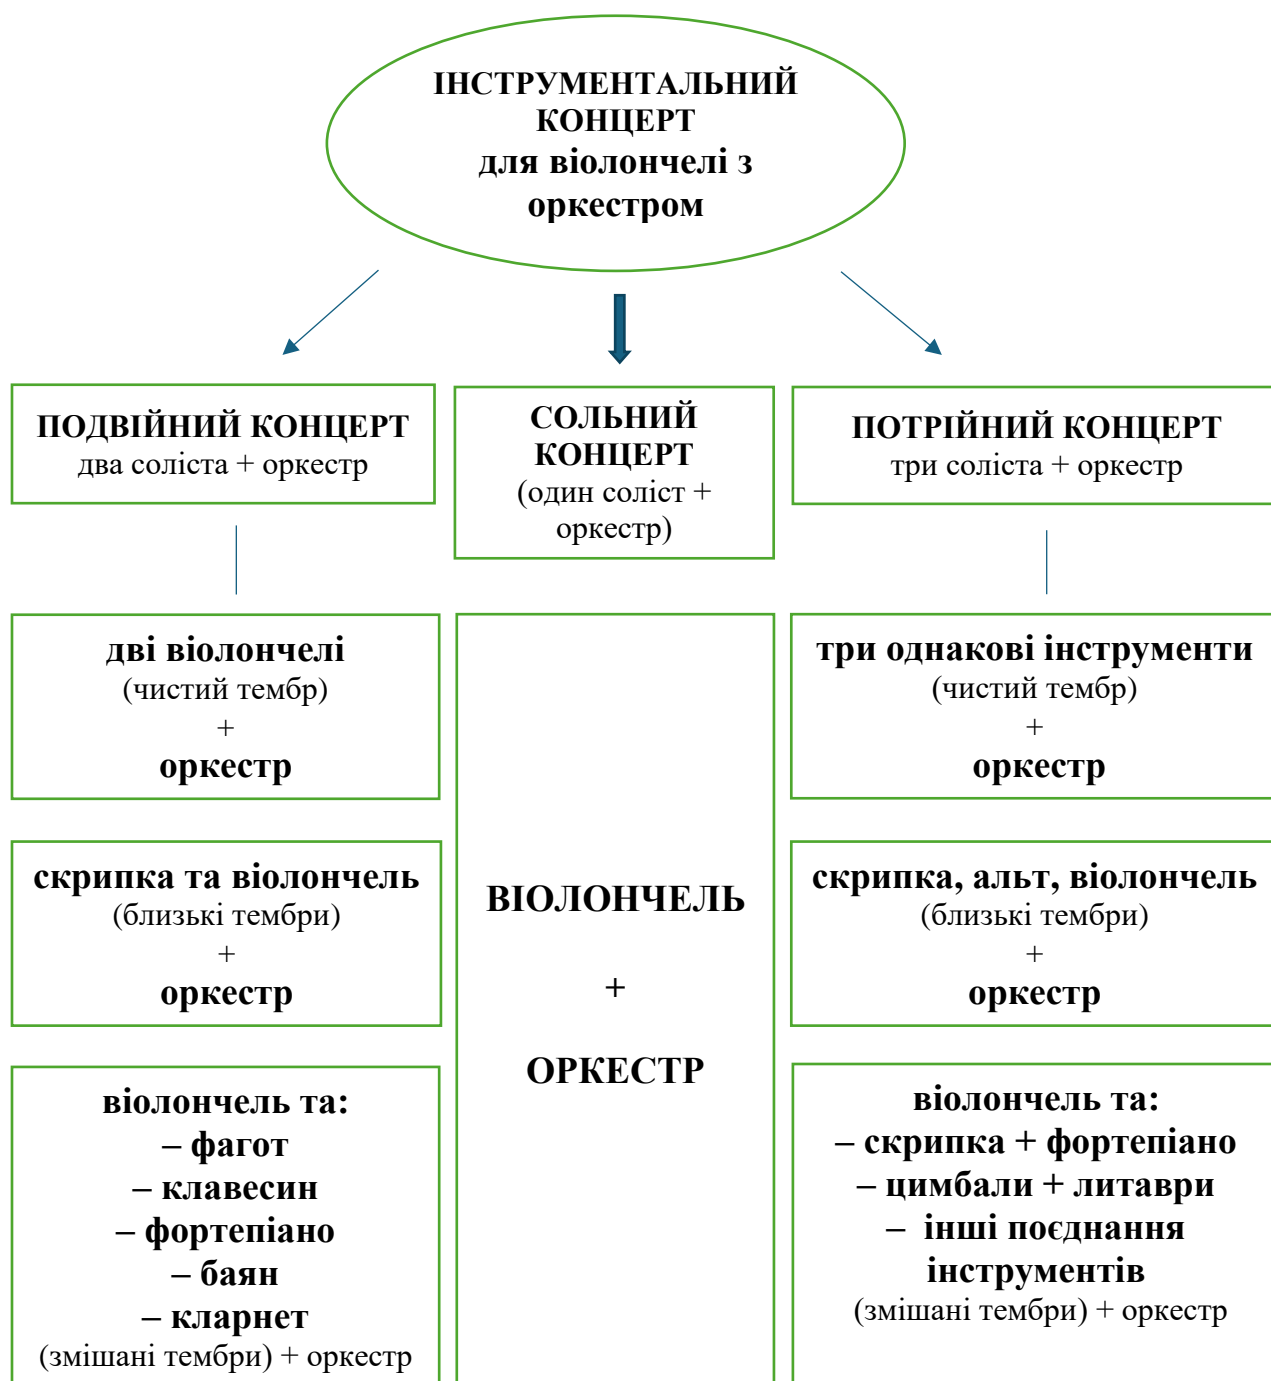 ІНСТРУМЕНТАЛЬНИЙ
КОНЦЕРТ
для віолончелі з
оркестром
ПОДВІЙНИЙ КОНЦЕРТ
два соліста + оркестр
СОЛЬНИЙ
КОНЦЕРТ
(один соліст +
оркестр)
ПОТРІЙНИЙ КОНЦЕРТ
три соліста + оркестр
дві віолончелі
(чистий тембр)
+
оркестр
скрипка та віолончель
(близькі тембри)
+
оркестр
віолончель та:
– фагот
– клавесин
– фортепіано
– баян
– кларнет
(змішані тембри) + оркестр
ВІОЛОНЧЕЛЬ
+
ОРКЕСТР
три однакові інструменти
(чистий тембр)
+
оркестр
скрипка, альт, віолончель
(близькі тембри)
+
оркестр
віолончель та:
– скрипка + фортепіано
– цимбали + литаври
– інші поєднання
інструментів
(змішані тембри) + оркестр